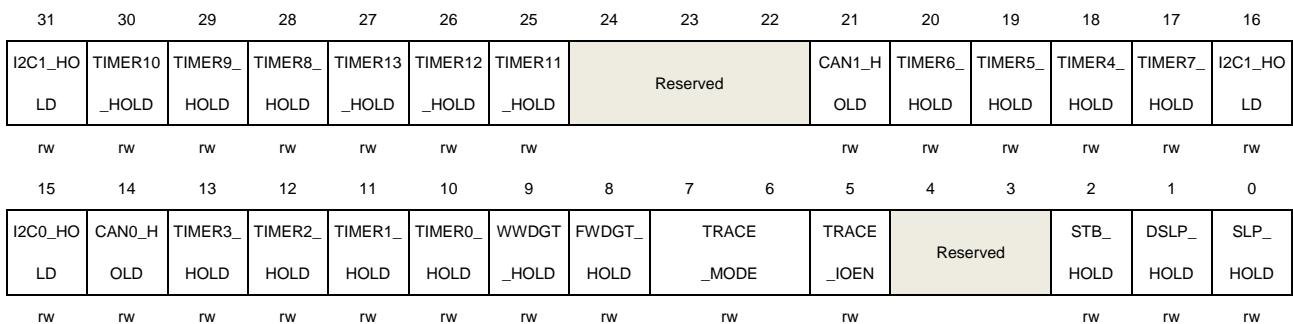 31 30 29 28 27 26 25 24 23 22 21 20 19 18 17 16
I2C1_HO TIMER10 TIMER9_ TIMER8_ TIMER13 TIMER12 TIMER11 Reserved CAN1_H TIMER6_ TIMER5_ TIMER4_ TIMER7_ I2C1_HO
LD _HOLD HOLD HOLD _HOLD _HOLD _HOLD OLD HOLD HOLD HOLD HOLD LD
rw rw rw rw rw rw rw rw rw rw rw rw rw
15 14 13 12 11 10 9 8 7 6 5 4 3 2 1 0
I2C0_HO CAN0_H TIMER3_ TIMER2_ TIMER1_ TIMER0_ WWDGT FWDGT_ TRACE TRACE Reserved STB_ DSLP_ SLP_
LD OLD HOLD HOLD HOLD HOLD _HOLD HOLD _MODE _IOEN HOLD HOLD HOLD
rw rw rw rw rw rw rw rw rw rw rw rw rw